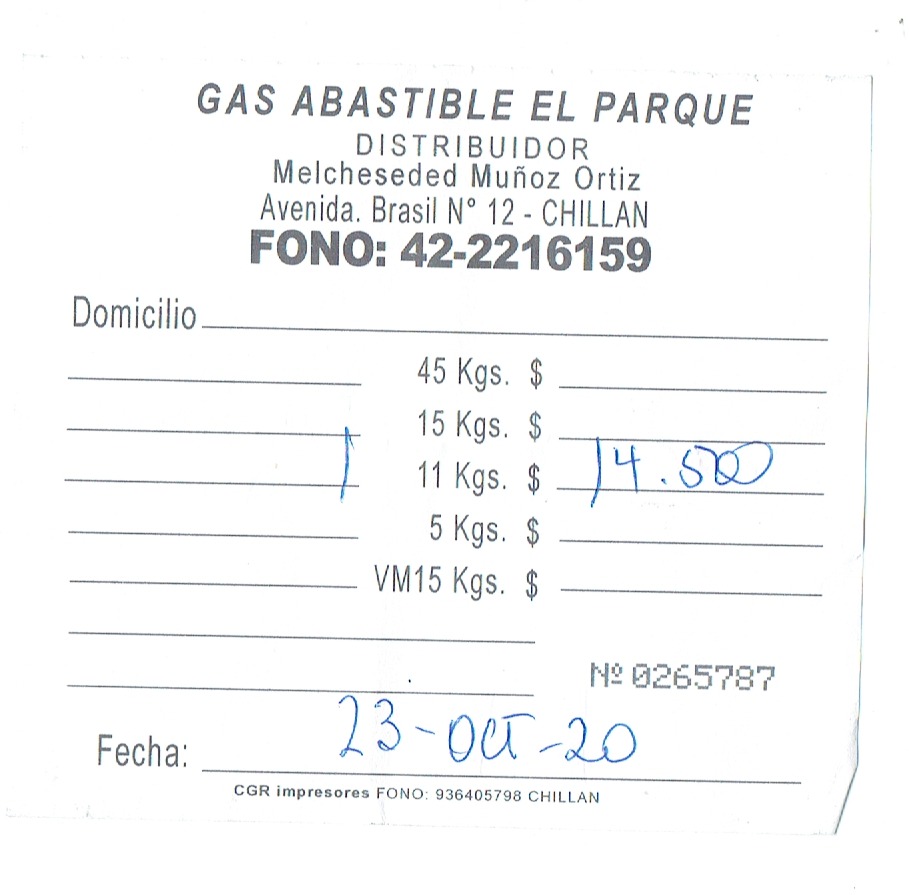 GAS ABASTIBLE EL PARQUE
DISTRIBUIDOR
Melcheseded Muñoz Ortiz
Avenida. Brasil N° 12 - CHILLAN
FONO: 42-2216159
Domicilio
45 Kgs. $
15 Kgs. $
1 11 Kgs. $ 14.500
5 Kgs. $
VM15 Kgs. $
Nº 0265787
Fecha: 23-OCT-20
CGR impresores FONO: 936405798 CHILLAN